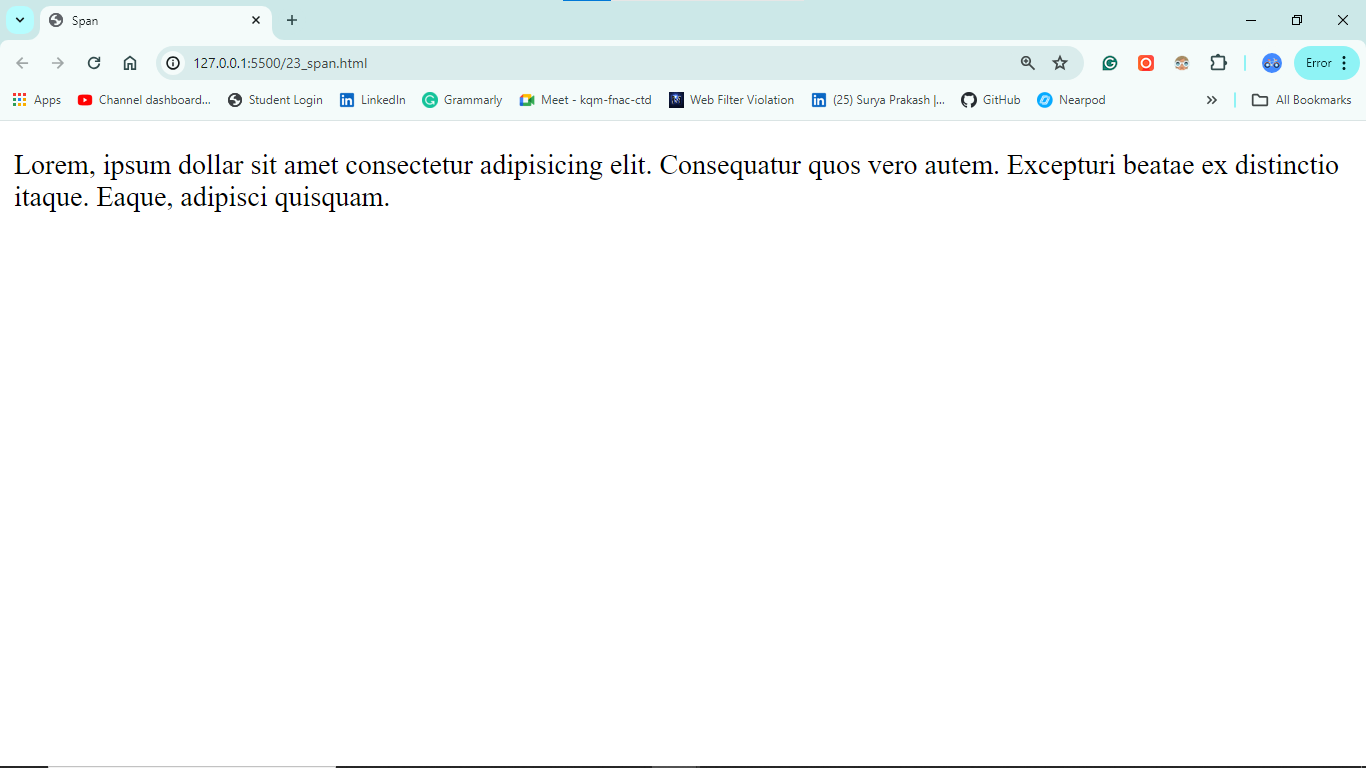 Span
127.0.0.1:5500/23_span.html
Error
Apps Channel dashboard... Student Login LinkedIn Grammarly Meet - kqm-fnac-ctd Web Filter Violation (25) Surya Prakash |... GitHub Nearpod All Bookmarks
Lorem, ipsum dollar sit amet consectetur adipisicing elit. Consequatur quos vero autem. Excepturi beatae ex distinctio
itaque. Eaque, adipisci quisquam.